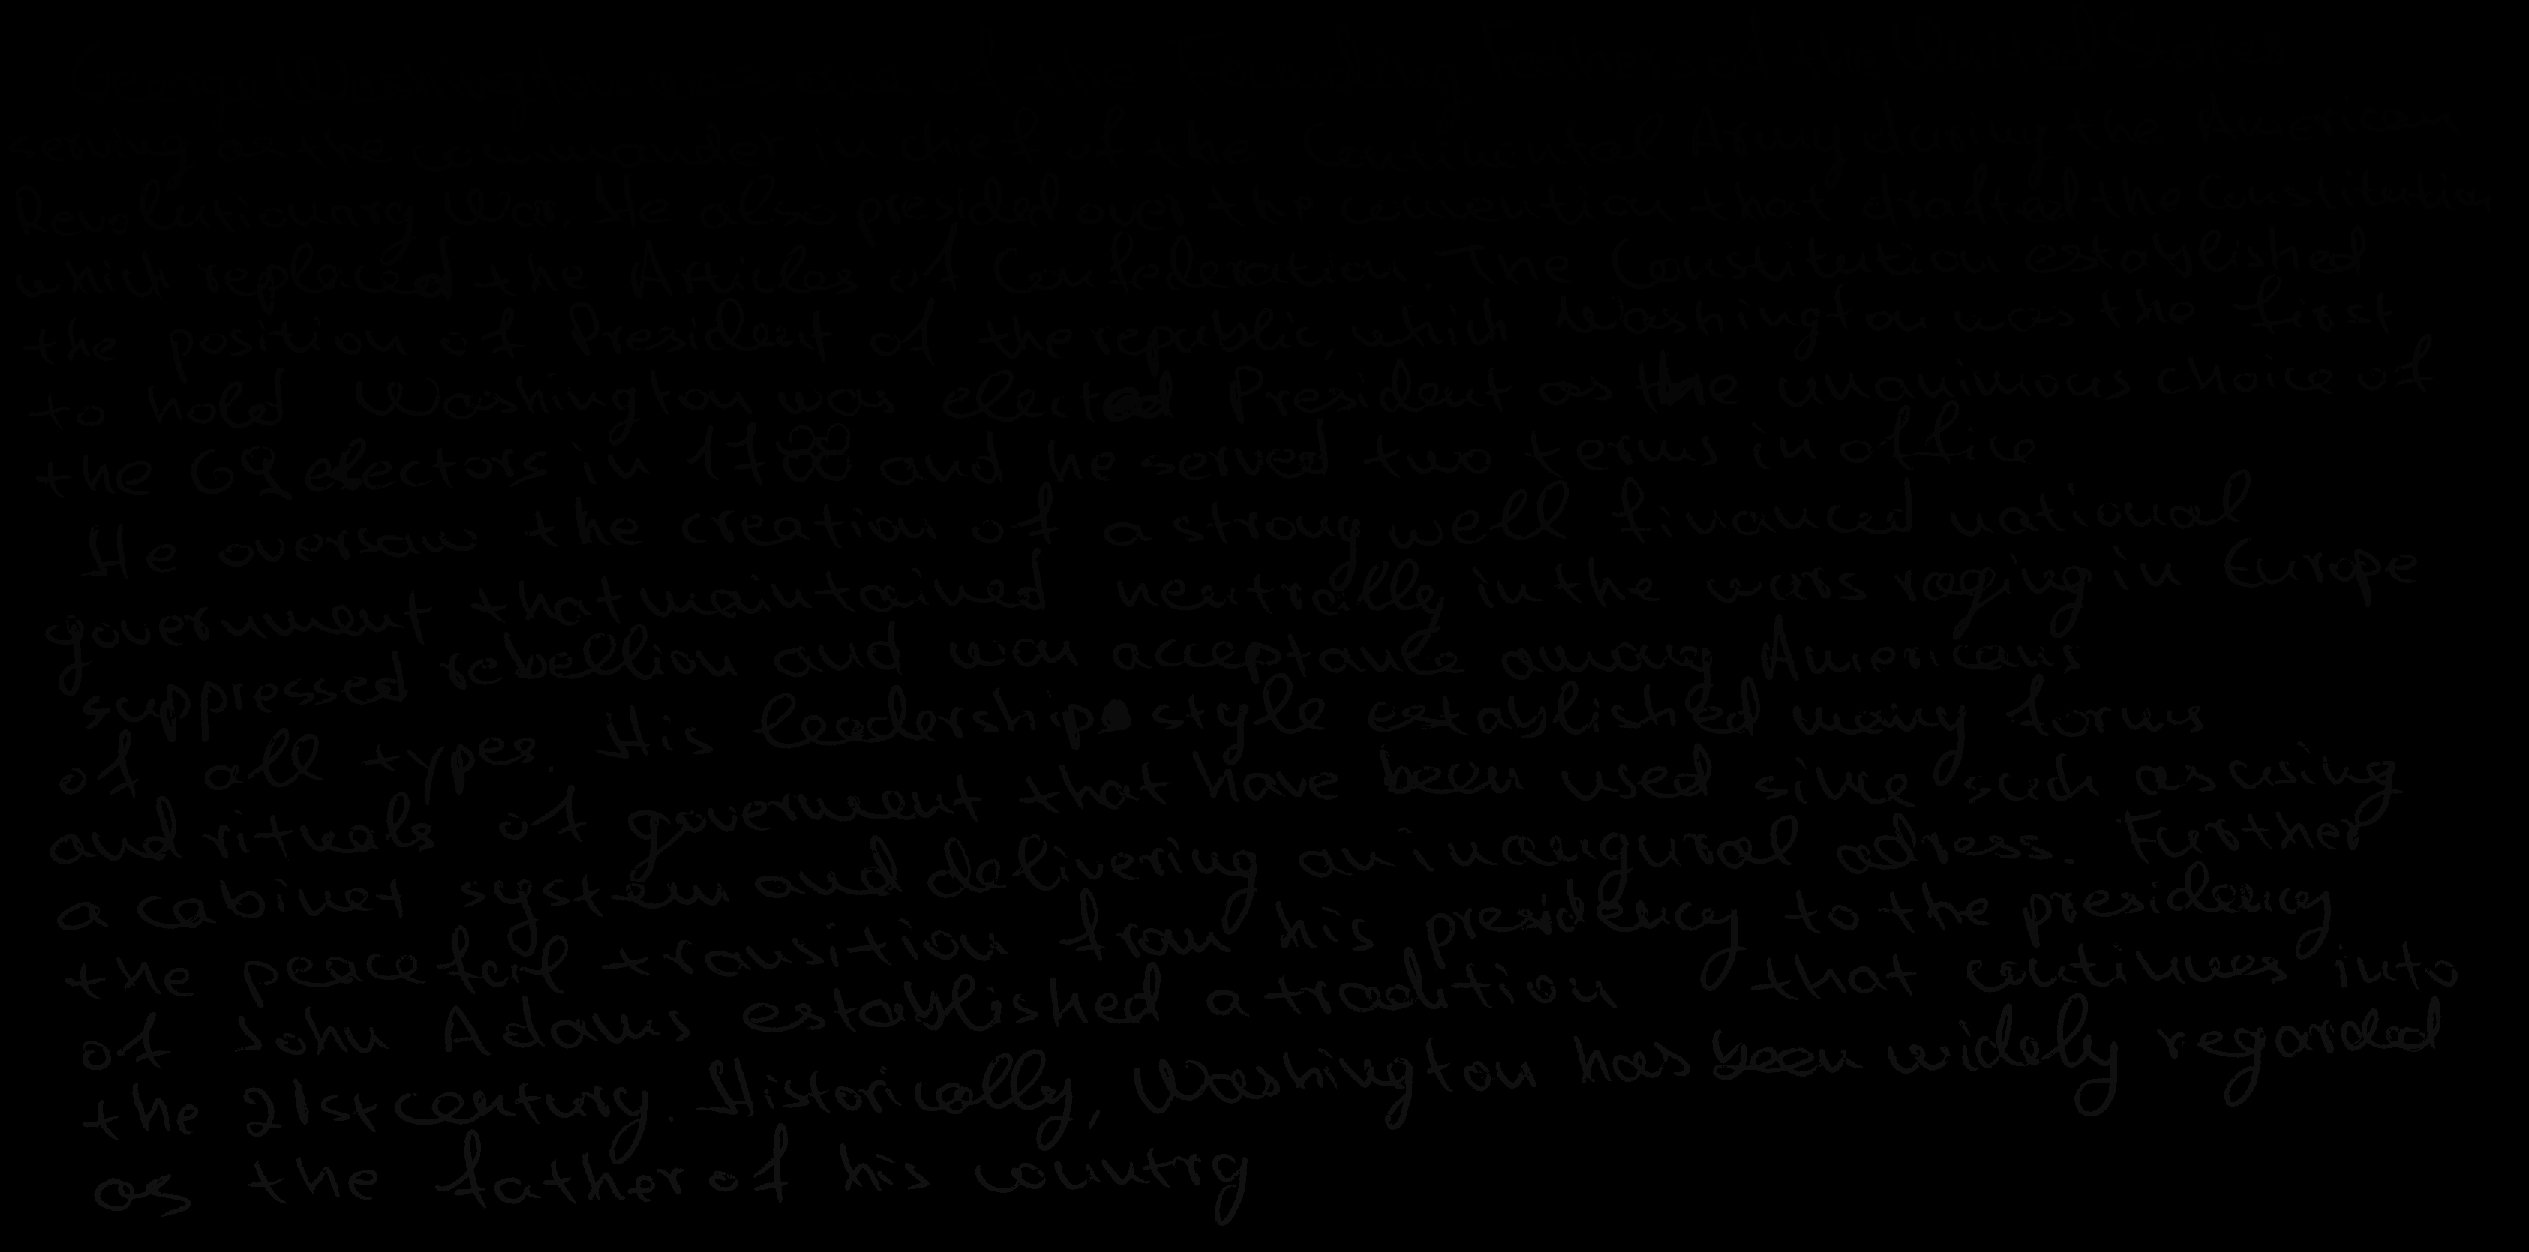 serving as the commander in chief of the Continental Army during the American
Revolutionary War. He also presided over the convention that drafted the Constitution
which replaced the Articles of Confederation. The Constitution established
the position of President of the republic, which Washington was the first
to hold Washington was elected President as the unanimous choice of
the 69 electors in 1788 and he served two terms in office
He oversaw the creation of a strong well financed national
government that maintained neutrally in the wars raging in Europe
suppressed rebellion and won acceptance among Americans
of all types. His leadership style established many forms
and rituals of government that have been used since such as using
a cabinet system and delivering an inaugural adress. Further
the peaceful transition from his presidency to the presidency
of John Adams established a tradition that continues into
the 21st century. Historically, Washington has been widely regarded
as the father of his country